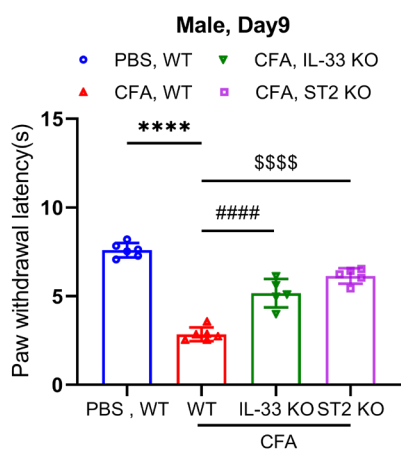 Male, Day9
PBS, WT CFA, IL-33 KO
CFA, WT CFA, ST2 KO
Paw withdrawal latency(s)
15
10
5
0
****
$$$$
####
PBS , WT WT IL-33 KO ST2 KO
CFA